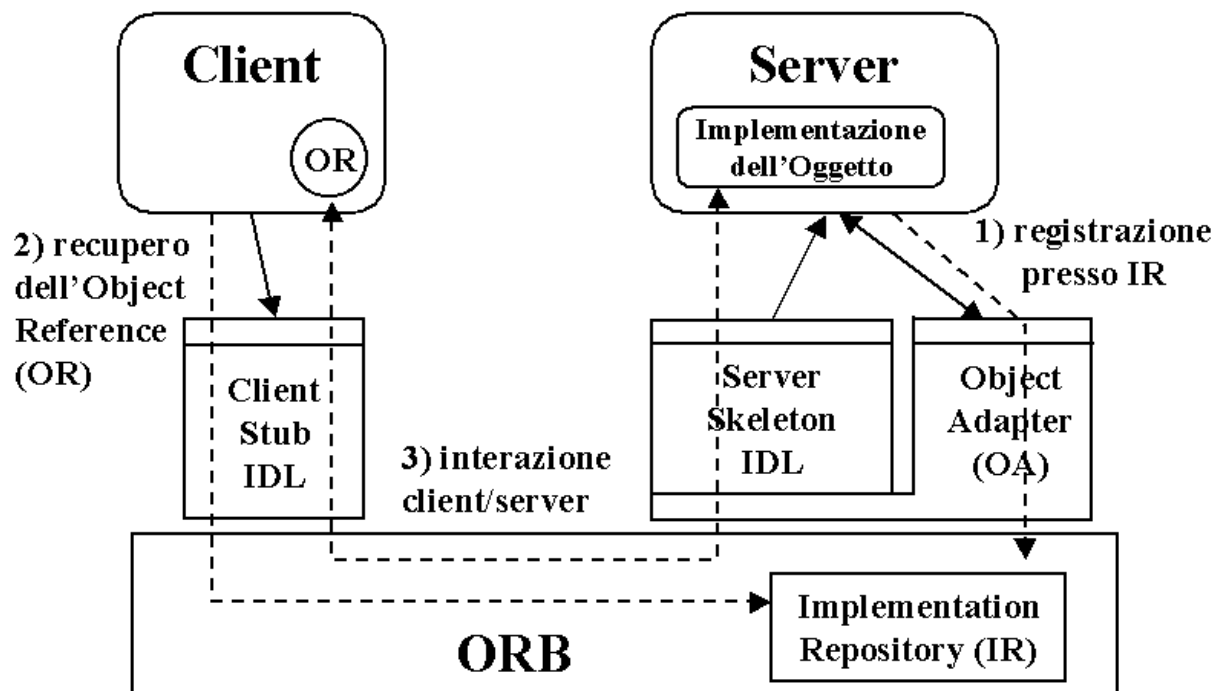 Client
OR
Server
Implementazione
dell'Oggetto
2) recupero
dell'Object
Reference
(OR)
1) registrazione
presso IR
Client
Stub
IDL
3) interazione
client/server
Server
Skeleton
IDL
Object
Adapter
(OA)
ORB
Implementation
Repository (IR)